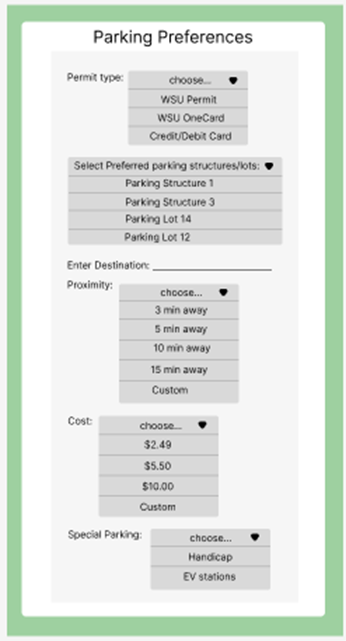 Parking Preferences
Permit type: choose...
WSU Permit
WSU OneCard
Credit/Debit Card
Select Preferred parking structures/lots:
Parking Structure 1
Parking Structure 3
Parking Lot 14
Parking Lot 12
Enter Destination:
Proximity:
choose...
3 min away
5 min away
10 min away
15 min away
Custom
Cost: choose...
$2.49
$5.50
$10.00
Custom
Special Parking: choose...
Handicap
EV stations